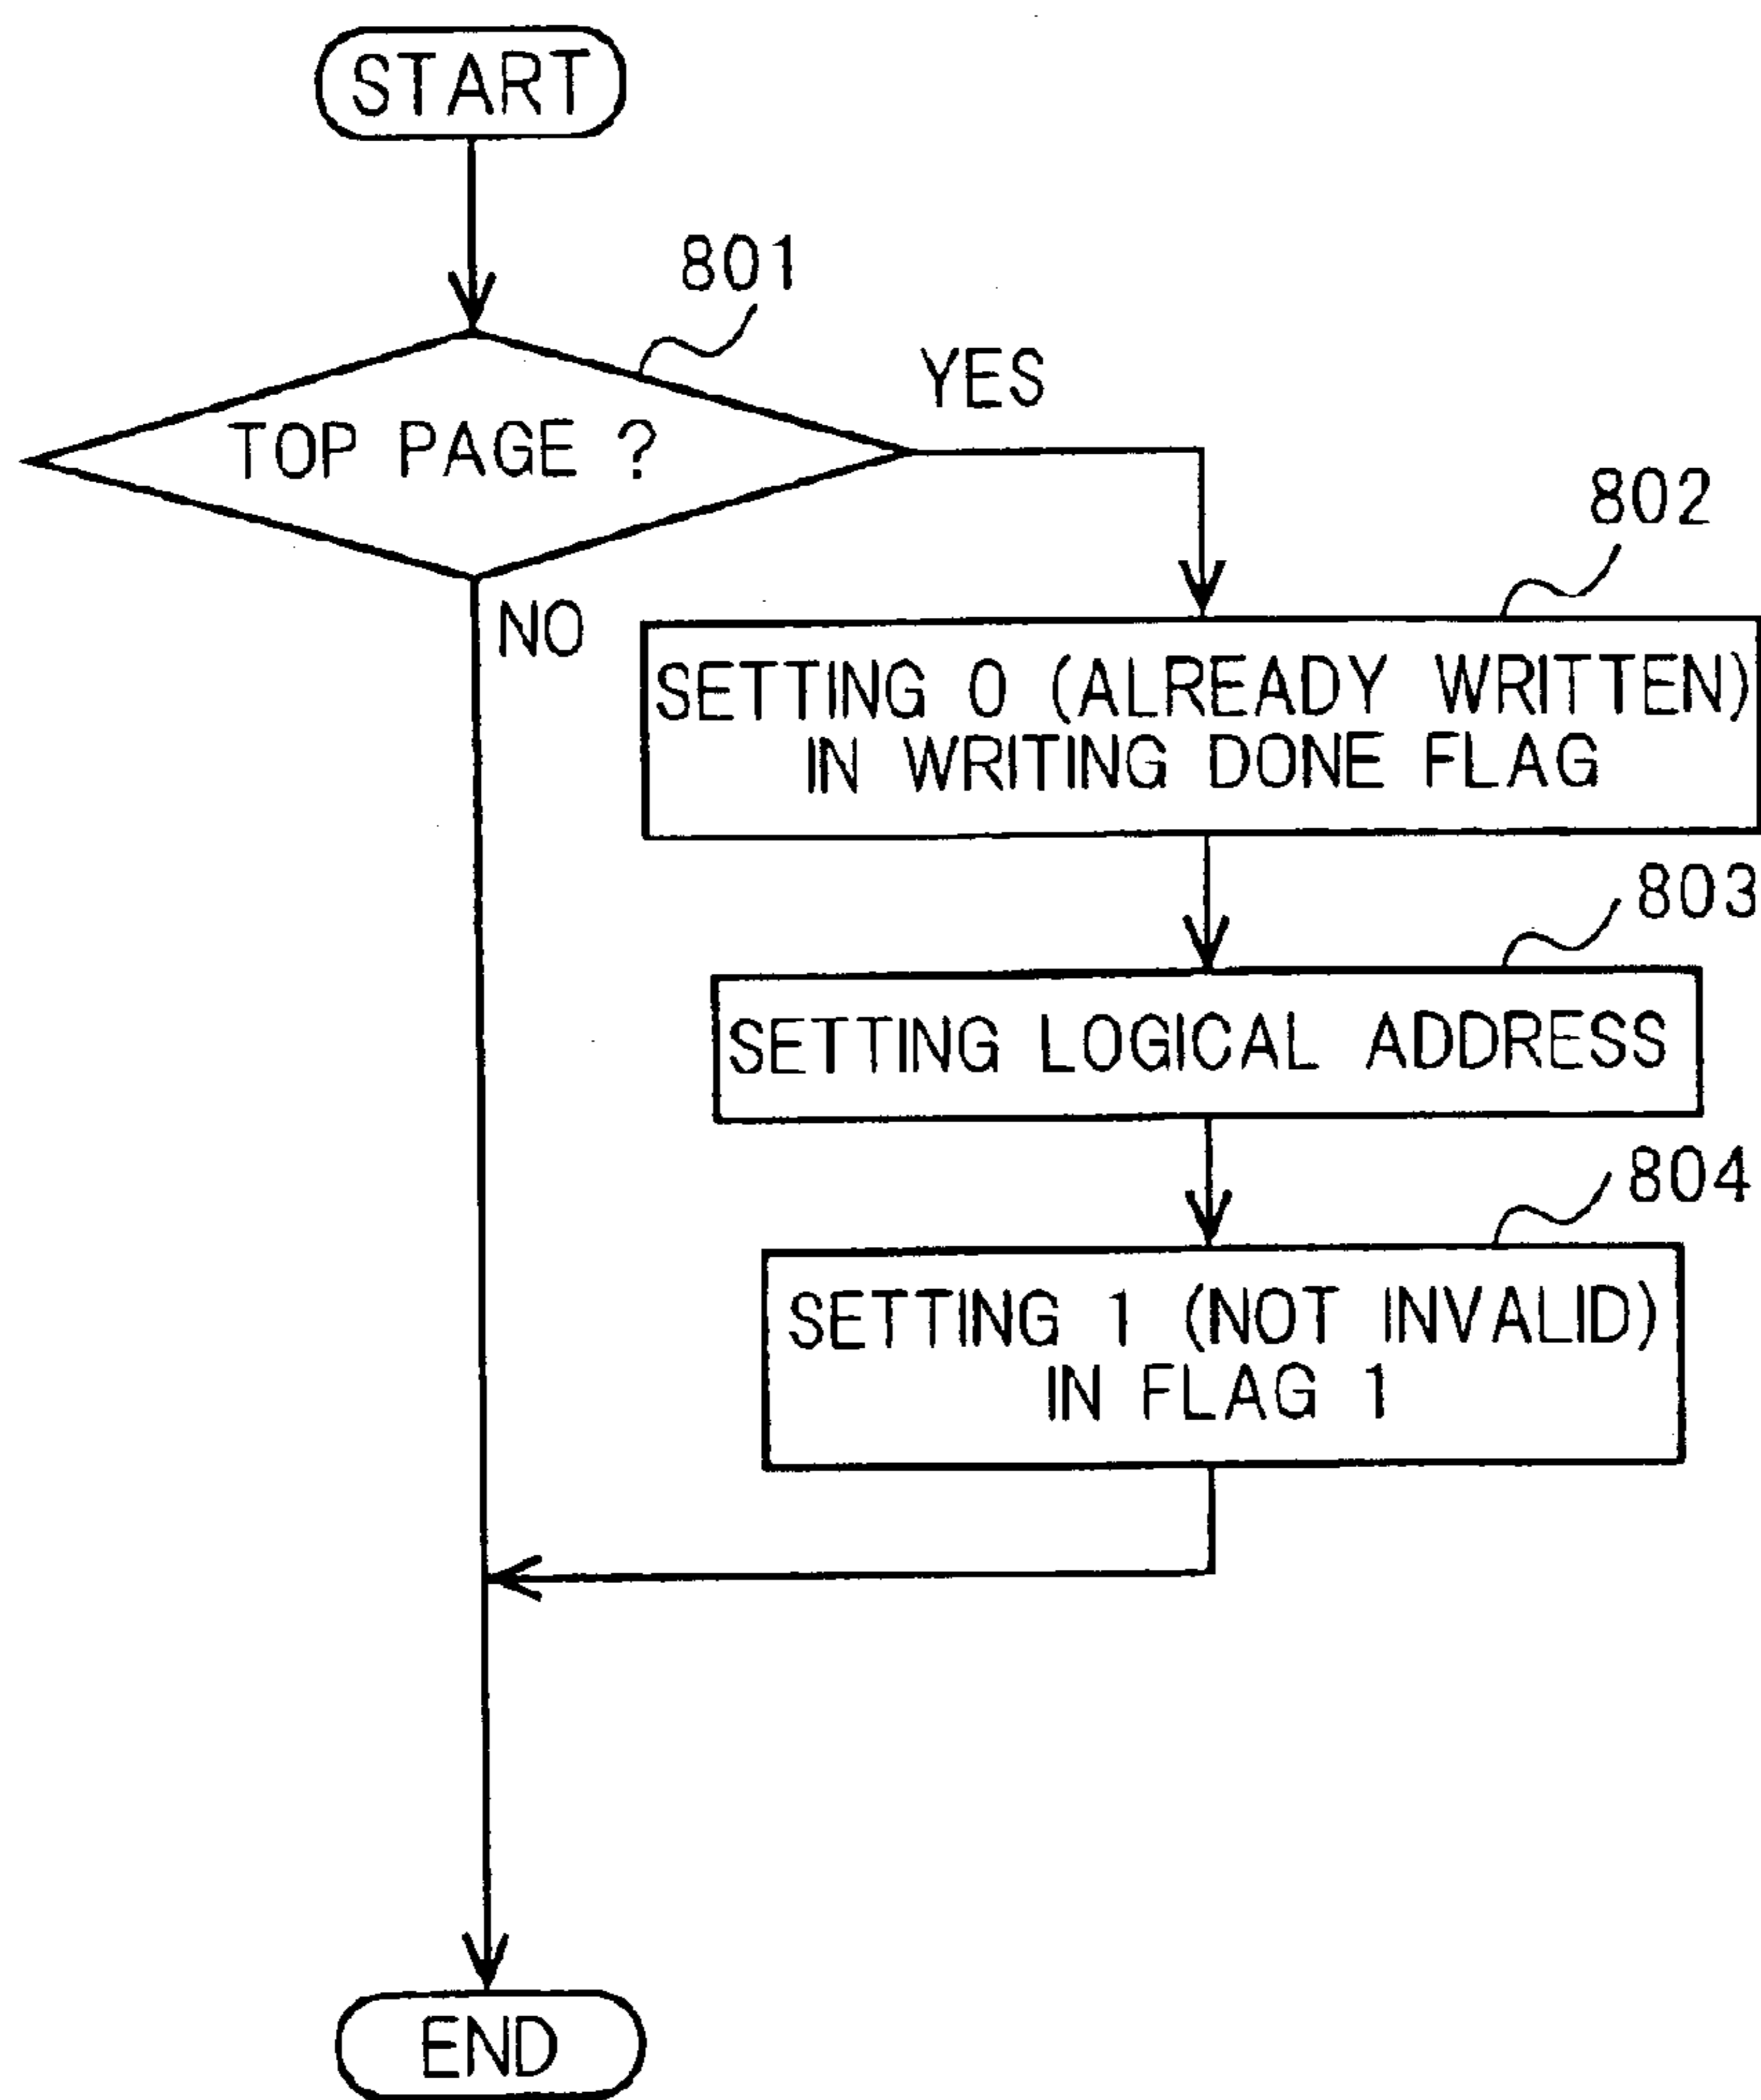 START
801
TOP PAGE ?
YES
NO
802
SETTING 0 (ALREADY WRITTEN)
IN WRITING DONE FLAG
803
SETTING LOGICAL ADDRESS
804
SETTING 1 (NOT INVALID)
IN FLAG 1
END